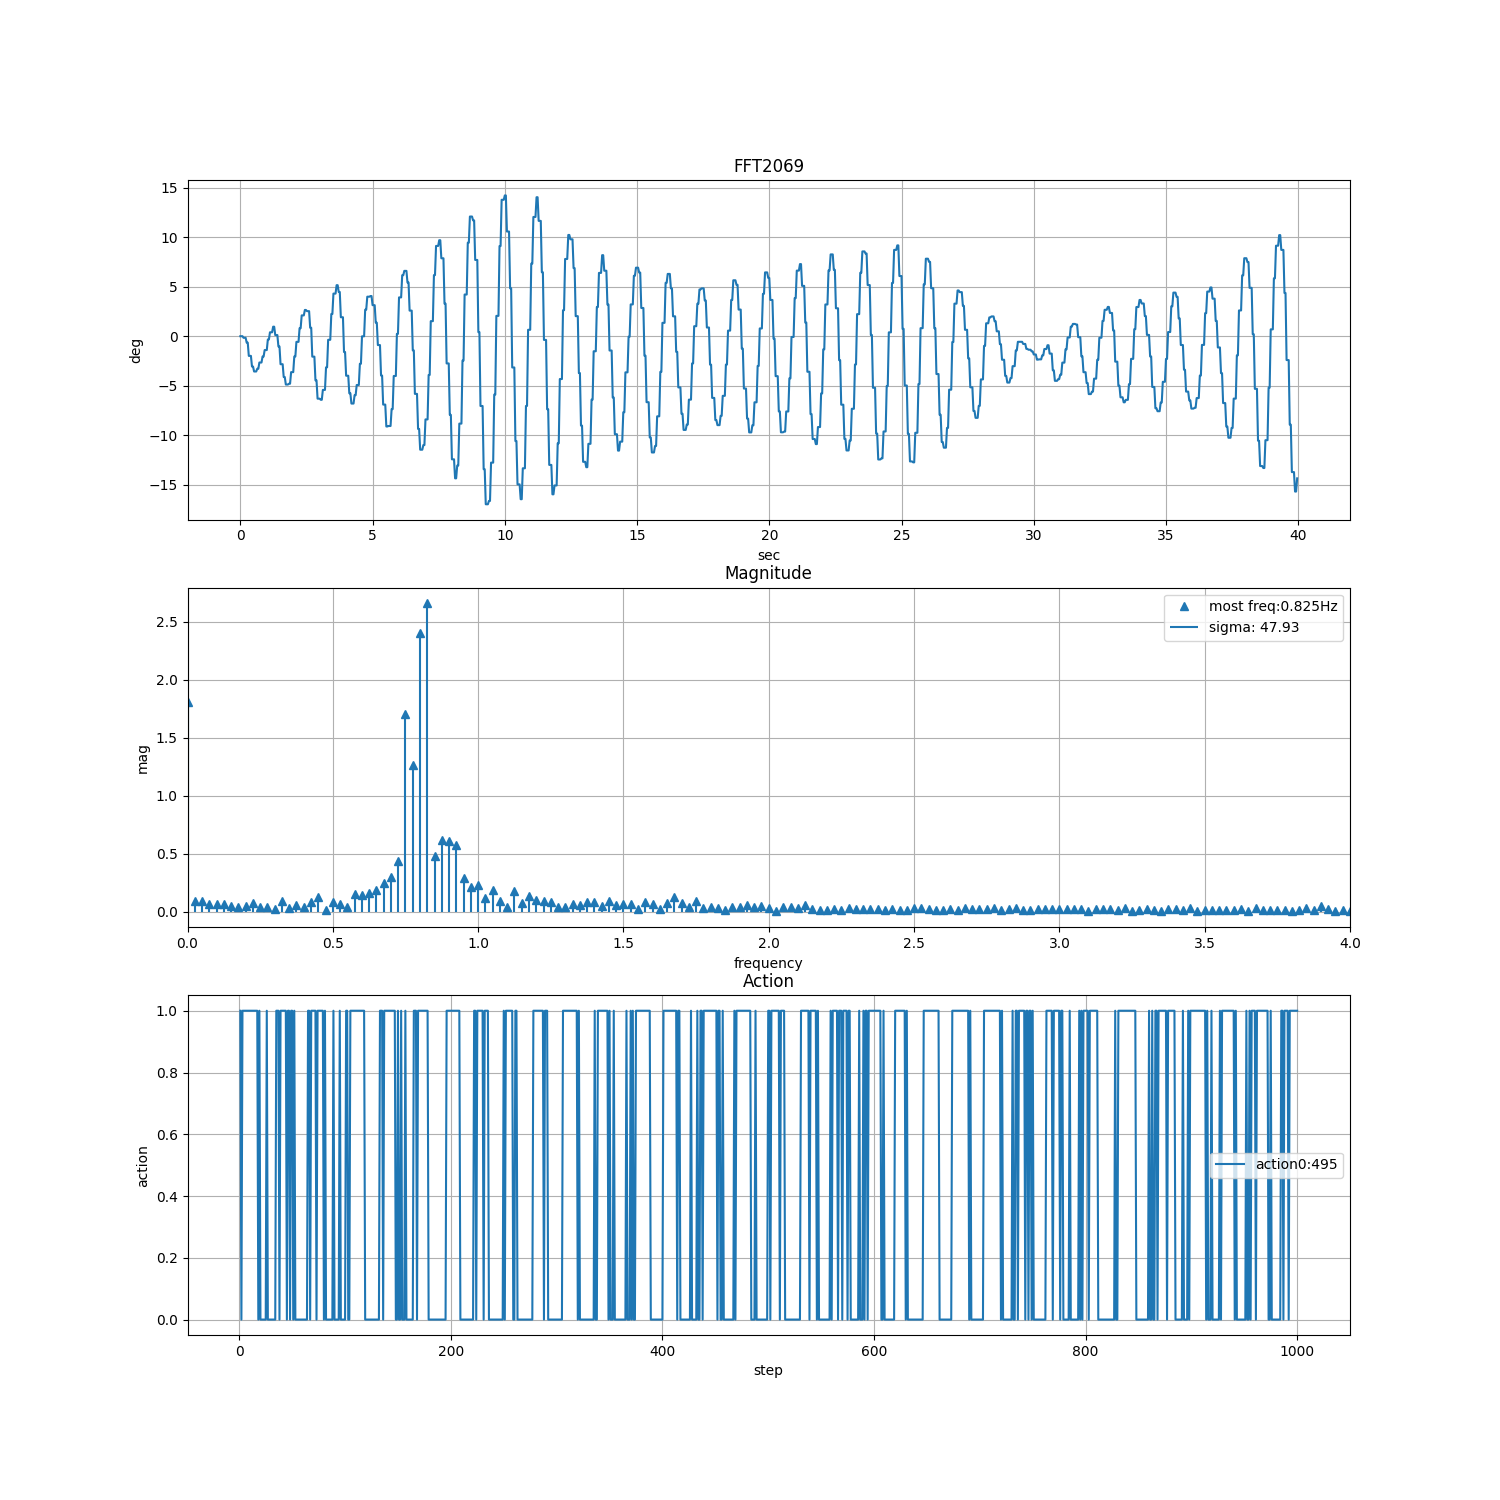 FFT2069
15
10
5
0
−5
−10
−15
deg
0 5 10 15 20 25 30 35 40
sec
Magnitude
most freq:0.825Hz
sigma: 47.93
2.5
2.0
1.5
1.0
0.5
0.0
mag
0.0 0.5 1.0 1.5 2.0 2.5 3.0 3.5 4.0
frequency
Action
1.0
0.8
0.6
0.4
0.2
0.0
action
action0:495
0 200 400 600 800 1000
step